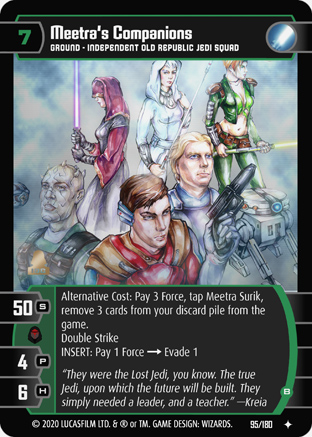 7
Meetra's Companions
GROUND - INDEPENDENT OLD REPUBLIC JEDI SQUAD
50 S
4 P
6 H
Alternative Cost: Pay 3 Force, tap Meetra Surik,
remove 3 cards from your discard pile from the
game.
Double Strike
INSERT: Pay 1 Force → Evade 1
"They were the Lost Jedi, you know. The true
Jedi, upon which the future will be built. They
simply needed a leader, and a teacher." —Kreia
B
© 2020 LUCASFILM LTD. & ® or TM. GAME DESIGN: WIZARDS.
95/180